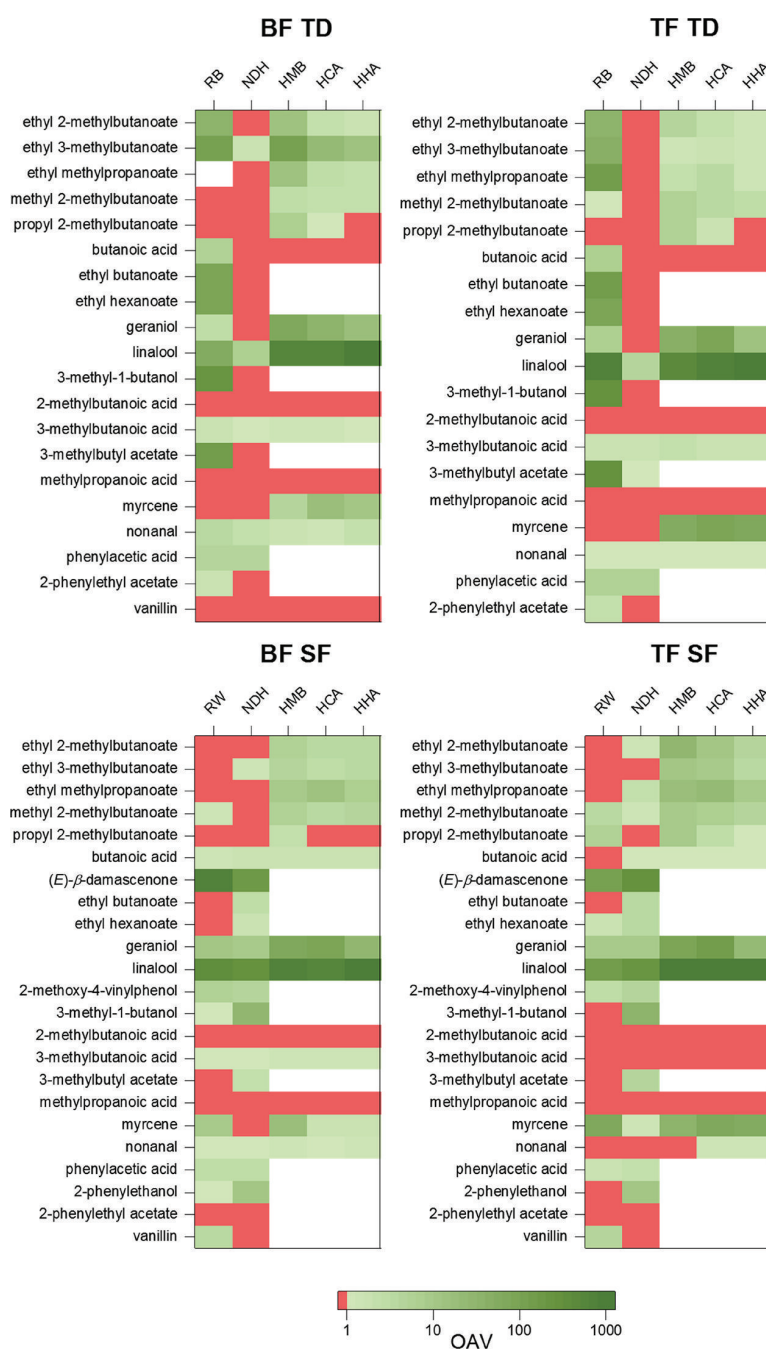 BF TD
RB NDH HMB HCA HHA
ethyl 2-methylbutanoate
ethyl 3-methylbutanoate
ethyl methylpropanoate
methyl 2-methylbutanoate
propyl 2-methylbutanoate
butanoic acid
ethyl butanoate
ethyl hexanoate
geraniol
linalool
3-methyl-1-butanol
2-methylbutanoic acid
3-methylbutanoic acid
3-methylbutyl acetate
methylpropanoic acid
myrcene
nonanal
phenylacetic acid
2-phenylethyl acetate
vanillin
TF TD
RB NDH HMB HCA HHA
ethyl 2-methylbutanoate
ethyl 3-methylbutanoate
ethyl methylpropanoate
methyl 2-methylbutanoate
propyl 2-methylbutanoate
butanoic acid
ethyl butanoate
ethyl hexanoate
geraniol
linalool
3-methyl-1-butanol
2-methylbutanoic acid
3-methylbutanoic acid
3-methylbutyl acetate
methylpropanoic acid
myrcene
nonanal
phenylacetic acid
2-phenylethyl acetate
BF SF
RW NDH HMB HCA HHA
ethyl 2-methylbutanoate
ethyl 3-methylbutanoate
ethyl methylpropanoate
methyl 2-methylbutanoate
propyl 2-methylbutanoate
butanoic acid
(E)-β-damascenone
ethyl butanoate
ethyl hexanoate
geraniol
linalool
2-methoxy-4-vinylphenol
3-methyl-1-butanol
2-methylbutanoic acid
3-methylbutanoic acid
3-methylbutyl acetate
methylpropanoic acid
myrcene
nonanal
phenylacetic acid
2-phenylethanol
2-phenylethyl acetate
vanillin
TF SF
RW NDH HMB HCA HHA
ethyl 2-methylbutanoate
ethyl 3-methylbutanoate
ethyl methylpropanoate
methyl 2-methylbutanoate
propyl 2-methylbutanoate
butanoic acid
(E)-β-damascenone
ethyl butanoate
ethyl hexanoate
geraniol
linalool
2-methoxy-4-vinylphenol
3-methyl-1-butanol
2-methylbutanoic acid
3-methylbutanoic acid
3-methylbutyl acetate
methylpropanoic acid
myrcene
nonanal
phenylacetic acid
2-phenylethanol
2-phenylethyl acetate
vanillin
1 10 100 1000
OAV